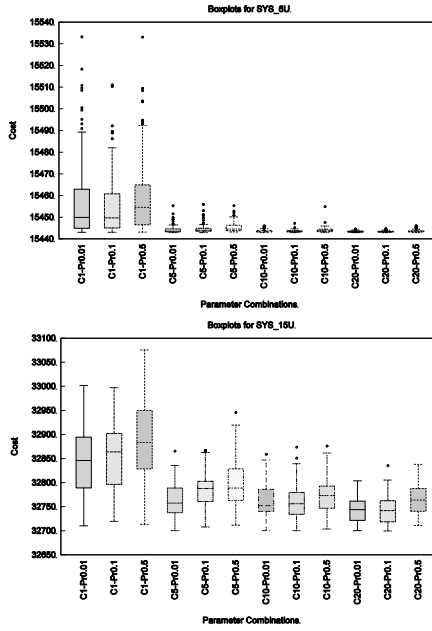 Boxplots for SYS_6U.
15540.
15530.
15520.
15510.
15500.
15490.
15480.
15470.
15460.
15450.
15440.
Cost
C1-Pr0.01
C1-Pr0.1
C1-Pr0.5
C5-Pr0.01
C5-Pr0.1
C5-Pr0.5
C10-Pr0.01
C10-Pr0.1
C10-Pr0.5
C20-Pr0.01
C20-Pr0.1
C20-Pr0.5
Parameter Combinations.
Boxplots for SYS_15U.
33100.
33050.
33000.
32950.
32900.
32850.
32800.
32750.
32700.
32650.
Cost
C1-Pr0.01
C1-Pr0.1
C1-Pr0.5
C5-Pr0.01
C5-Pr0.1
C5-Pr0.5
C10-Pr0.01
C10-Pr0.1
C10-Pr0.5
C20-Pr0.01
C20-Pr0.1
C20-Pr0.5
Parameter Combinations.